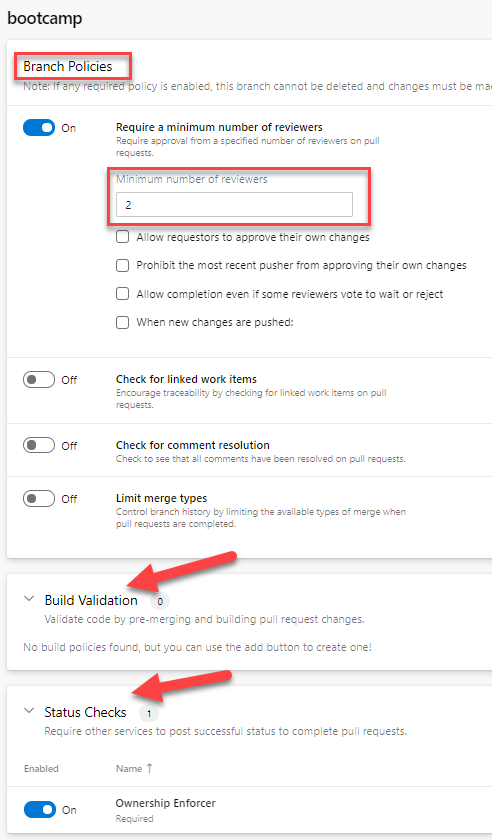 bootcamp
Branch Policies
Note: If any required policy is enabled, this branch cannot be deleted and changes must be ma
On
Require a minimum number of reviewers
Require approval from a specified number of reviewers on pull
requests.
Minimum number of reviewers
2
Allow requestors to approve their own changes
Prohibit the most recent pusher from approving their own changes
Allow completion even if some reviewers vote to wait or reject
When new changes are pushed:
Off
Check for linked work items
Encourage traceability by checking for linked work items on pull
requests.
Off
Check for comment resolution
Check to see that all comments have been resolved on pull requests.
Off
Limit merge types
Control branch history by limiting the available types of merge when
pull requests are completed.
Build Validation 0
Validate code by pre-merging and building pull request changes.
No build policies found, but you can use the add button to create one!
Status Checks 1
Require other services to post successful status to complete pull requests.
Enabled Name ↑
On
Ownership Enforcer
Required